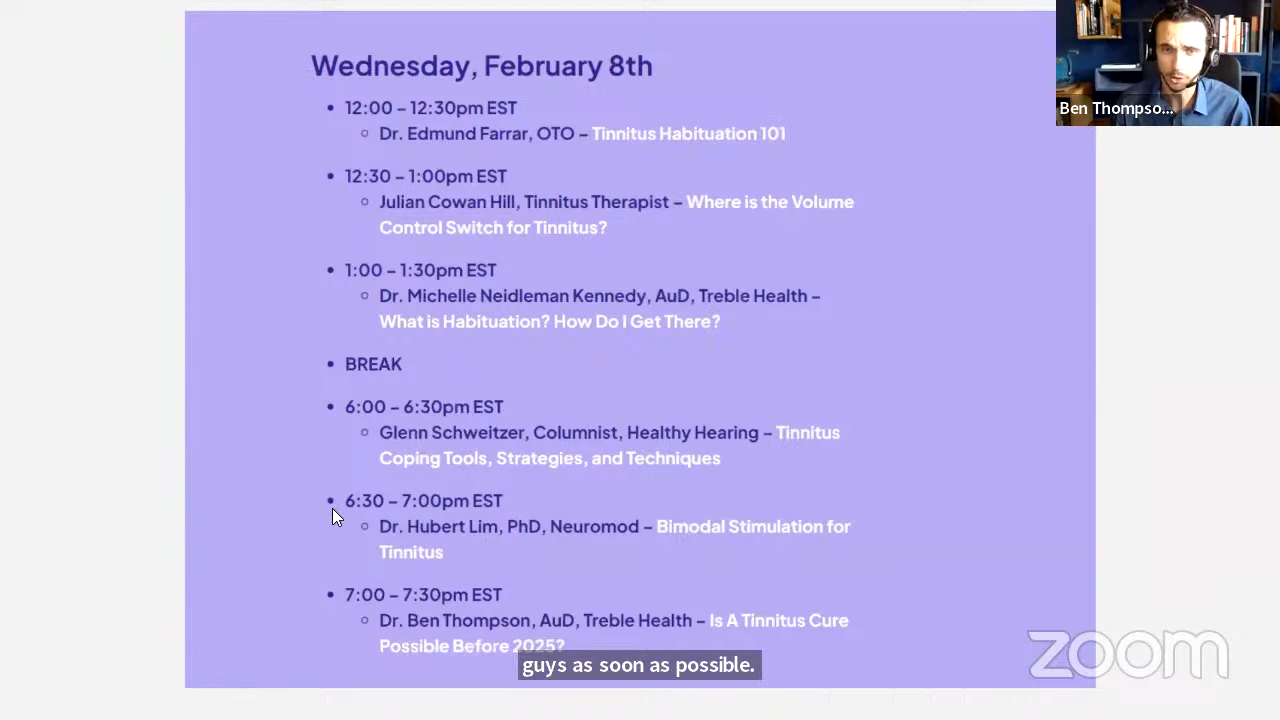 Wednesday, February 8th
12:00 – 12:30pm EST
Dr. Edmund Farrar, OTO – Tinnitus Habituation 101
12:30 – 1:00pm EST
Julian Cowan Hill, Tinnitus Therapist – Where is the Volume
Control Switch for Tinnitus?
1:00 – 1:30pm EST
Dr. Michelle Neidleman Kennedy, AuD, Treble Health –
What is Habituation? How Do I Get There?
BREAK
6:00 – 6:30pm EST
Glenn Schweitzer, Columnist, Healthy Hearing – Tinnitus
Coping Tools, Strategies, and Techniques
6:30 – 7:00pm EST
Dr. Hubert Lim, PhD, Neuromod – Bimodal Stimulation for
Tinnitus
7:00 – 7:30pm EST
Dr. Ben Thompson, AuD, Treble Health – Is A Tinnitus Cure
Possible Before 2025?
guys as soon as possible.
Ben Thompso...
zoom